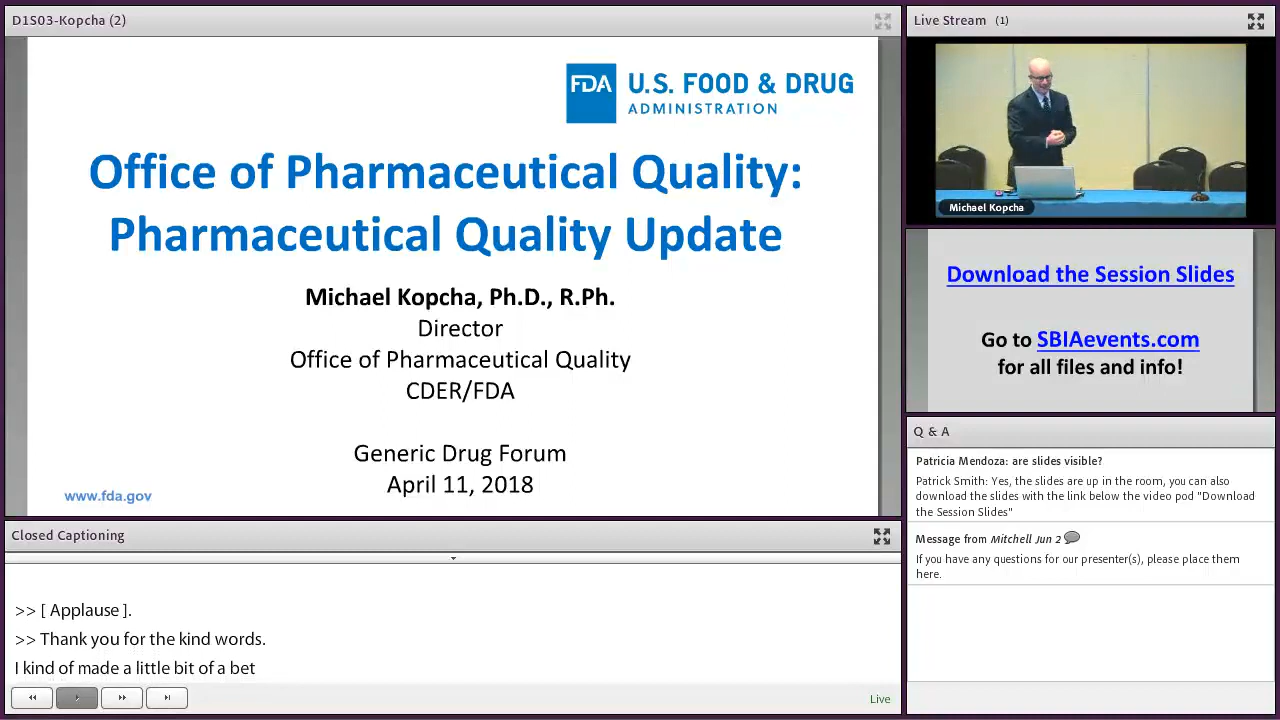 D1S03-Kopcha (2)
FDA U.S. FOOD & DRUG
ADMINISTRATION
Office of Pharmaceutical Quality:
Pharmaceutical Quality Update
Michael Kopcha, Ph.D., R.Ph.
Director
Office of Pharmaceutical Quality
CDER/FDA
Generic Drug Forum
April 11, 2018
www.fda.gov
Closed Captioning
>> [ Applause ].
>> Thank you for the kind words.
I kind of made a little bit of a bet
Live
Live Stream (1)
Michael Kopcha
Download the Session Slides
Go to SBIAevents.com
for all files and info!
Q & A
Patricia Mendoza: are slides visible?
Patrick Smith: Yes, the slides are up in the room, you can also
download the slides with the link below the video pod "Download
the Session Slides"
Message from Mitchell Jun 2
If you have any questions for our presenter(s), please place them
here.